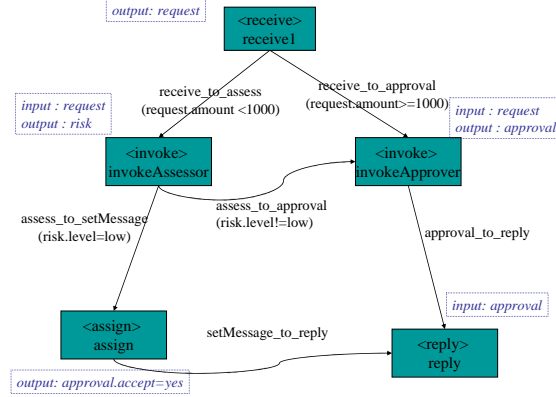 output: request
<receive>
receive1
receive_to_assess
(request.amount <1000)
receive_to_approval
(request.amount>=1000)
input : request
output : risk
input : request
output : approval
<invoke>
invokeAssessor
<invoke>
invokeApprover
assess_to_setMessage
(risk.level=low)
assess_to_approval
(risk.level!=low)
approval_to_reply
input: approval
<assign>
assign
setMessage_to_reply
<reply>
reply
output: approval.accept=yes